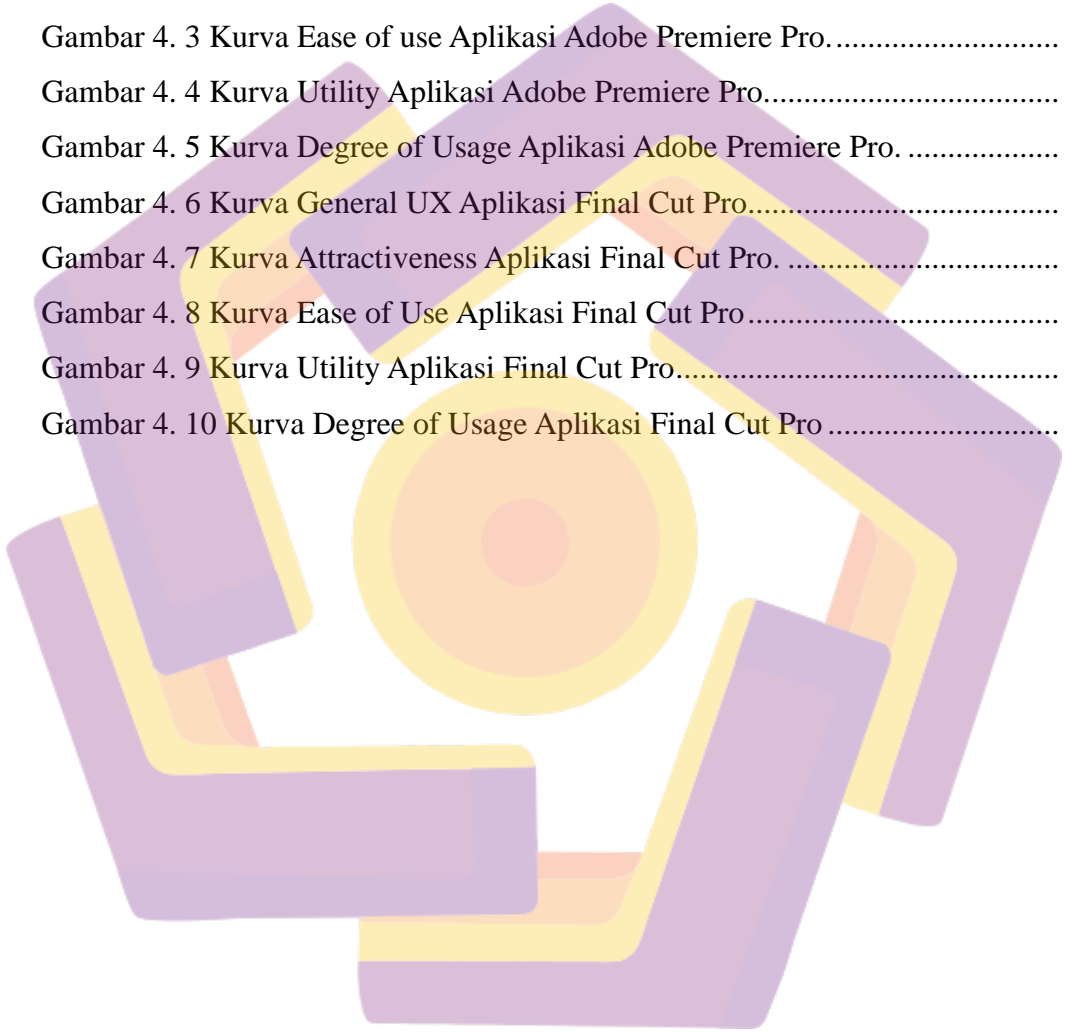 Gambar 4. 3 Kurva Ease of use Aplikasi Adobe Premiere Pro. ............................
Gambar 4. 4 Kurva Utility Aplikasi Adobe Premiere Pro....................................
Gambar 4. 5 Kurva Degree of Usage Aplikasi Adobe Premiere Pro. ..................
Gambar 4. 6 Kurva General UX Aplikasi Final Cut Pro......................................
Gambar 4. 7 Kurva Attractiveness Aplikasi Final Cut Pro. .................................
Gambar 4. 8 Kurva Ease of Use Aplikasi Final Cut Pro ......................................
Gambar 4. 9 Kurva Utility Aplikasi Final Cut Pro...............................................
Gambar 4. 10 Kurva Degree of Usage Aplikasi Final Cut Pro ............................